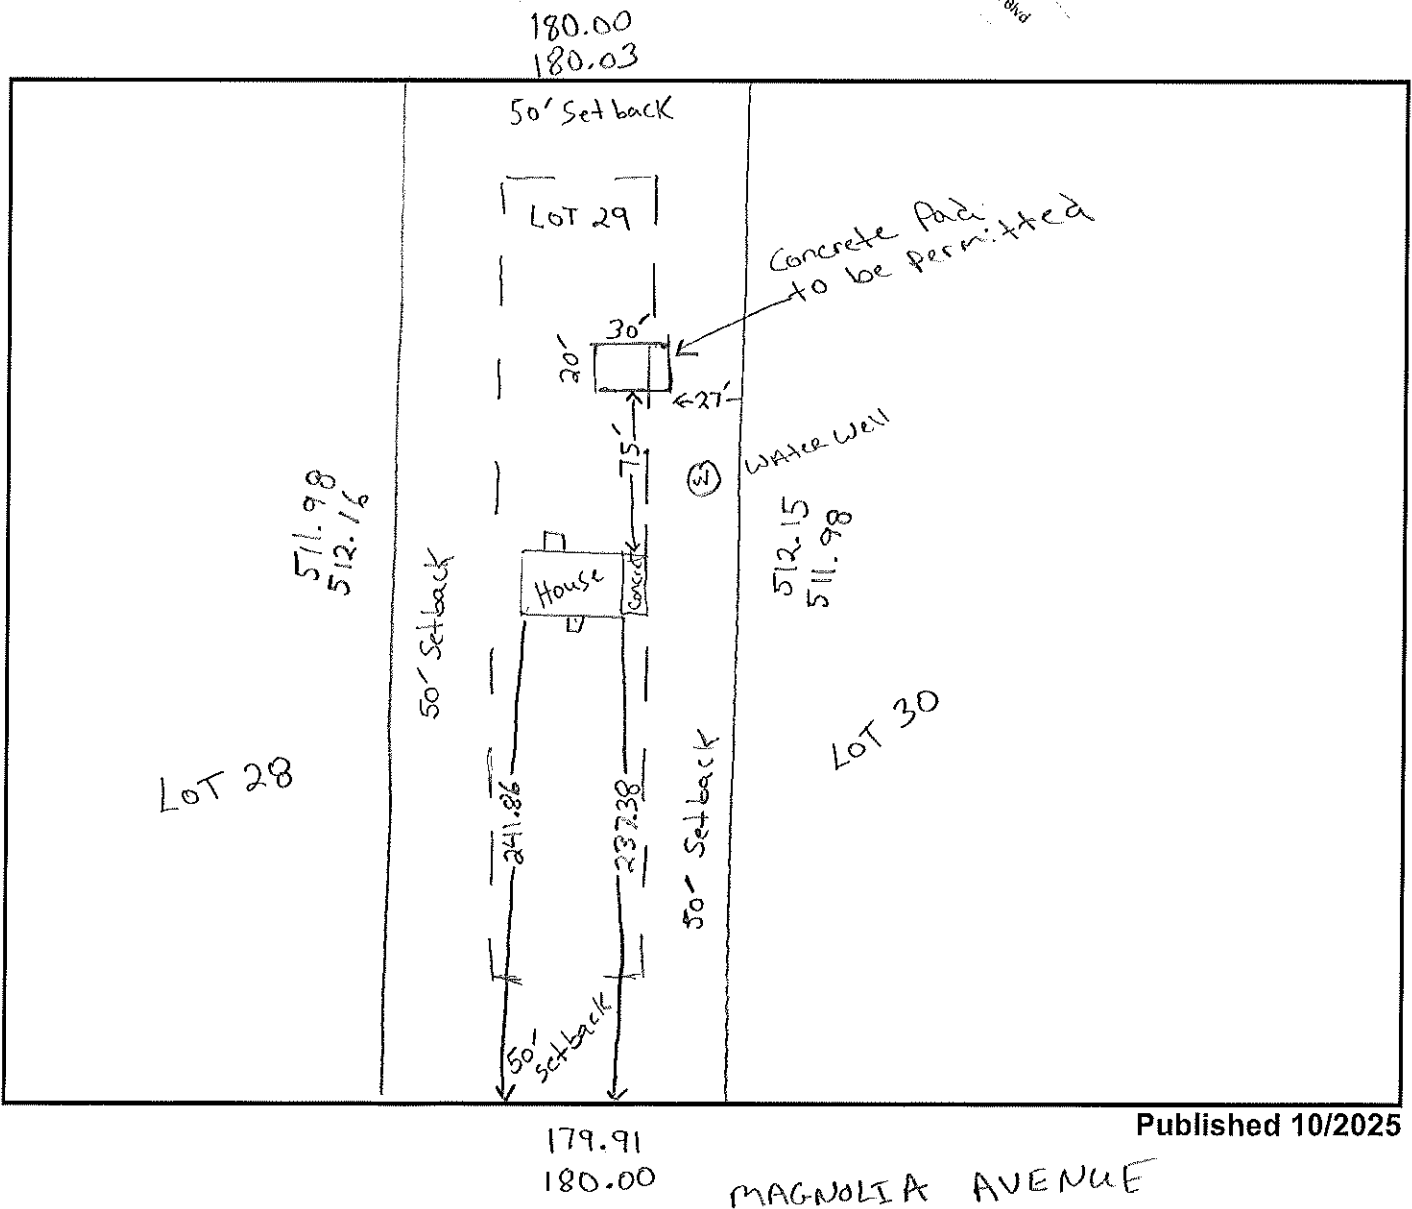 Blvd
180.00
180.03
50' Setback
LOT 29
Concrete Pad
to be permitted
30'
20'
27'
75'
W
WATER Well
511.98
512.16
512.15
511.98
House
Concrete
50' Setback
LOT 28
LOT 30
241.86
237.38
50' Setback
50'
setback
Published 10/2025
179.91
180.00
MAGNOLIA AVENUE